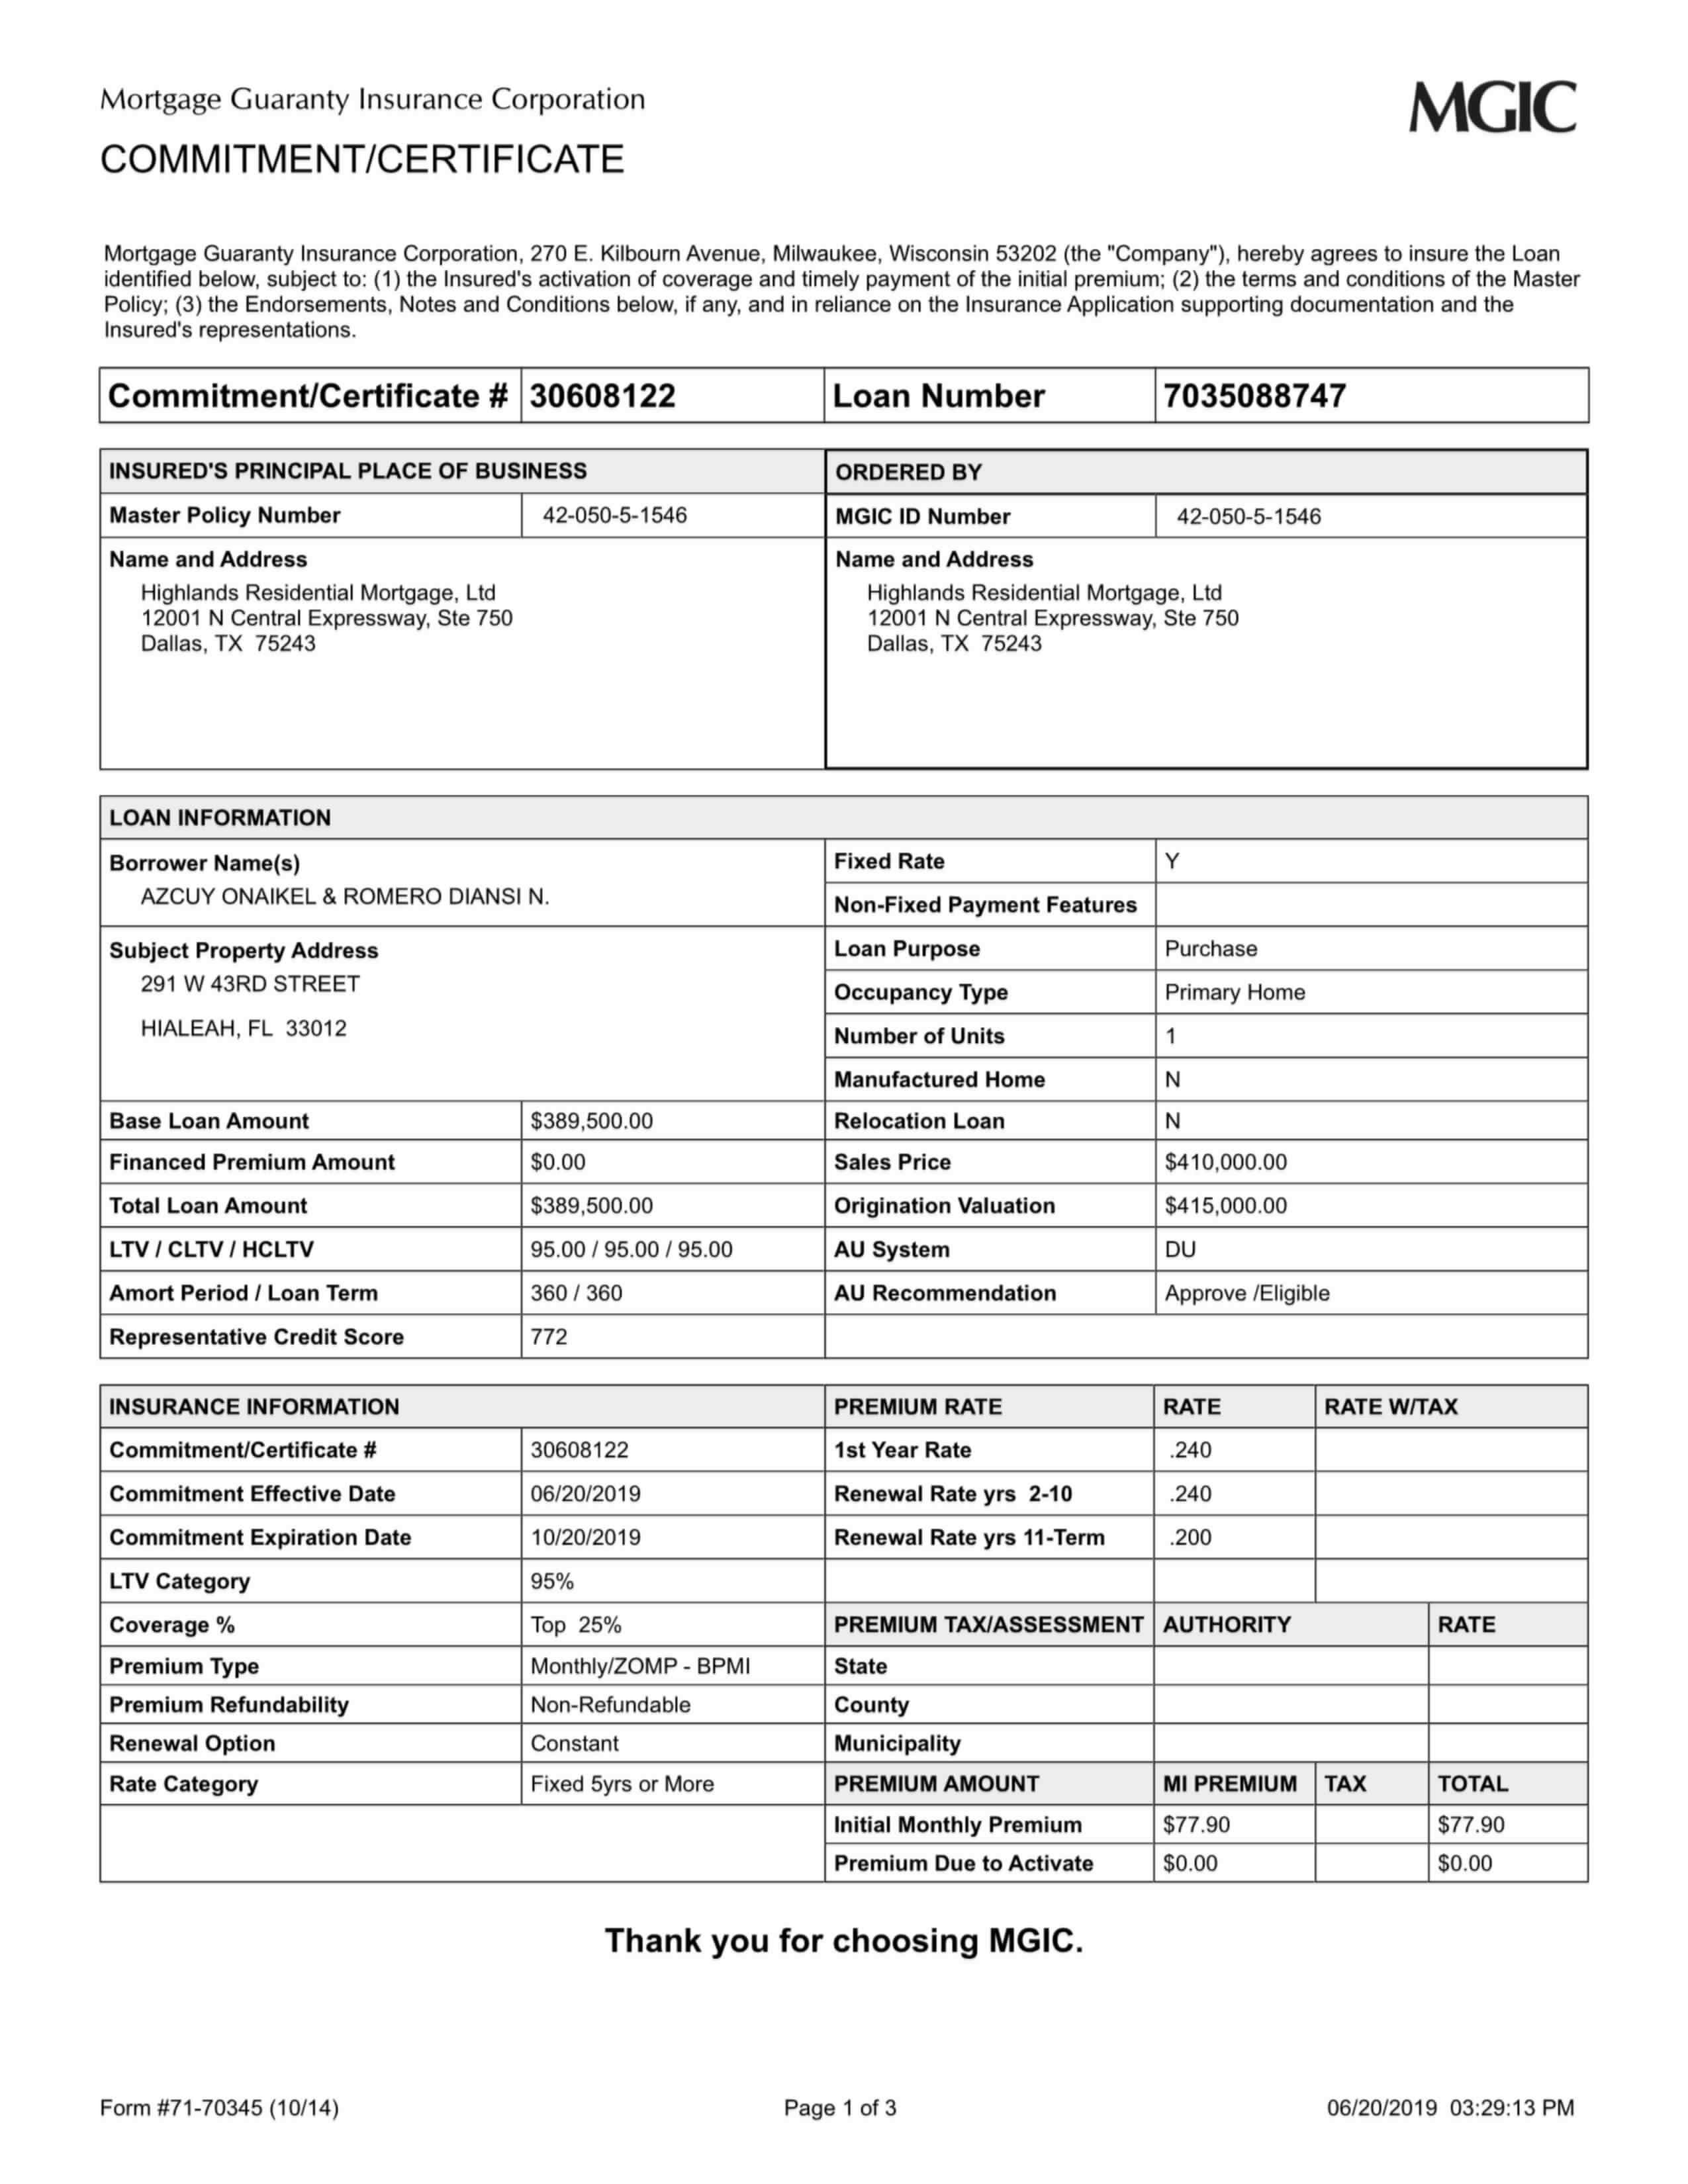 Mortgage Guaranty Insurance Corporation
MGIC
COMMITMENT/CERTIFICATE
Mortgage Guaranty Insurance Corporation, 270 E. Kilbourn Avenue, Milwaukee, Wisconsin 53202 (the "Company"), hereby agrees to insure the Loan
identified below, subject to: (1) the Insured's activation of coverage and timely payment of the initial premium; (2) the terms and conditions of the Master
Policy; (3) the Endorsements, Notes and Conditions below, if any, and in reliance on the Insurance Application supporting documentation and the
Insured's representations.
Commitment/Certificate # 30608122 Loan Number 7035088747
INSURED'S PRINCIPAL PLACE OF BUSINESS
Master Policy Number 42-050-5-1546
Name and Address
Highlands Residential Mortgage, Ltd
12001 N Central Expressway, Ste 750
Dallas, TX 75243
ORDERED BY
MGIC ID Number 42-050-5-1546
Name and Address
Highlands Residential Mortgage, Ltd
12001 N Central Expressway, Ste 750
Dallas, TX 75243
LOAN INFORMATION
Borrower Name(s)
AZCUY ONAIKEL & ROMERO DIANSI N.
Subject Property Address
291 W 43RD STREET
HIALEAH, FL 33012
Fixed Rate Y
Non-Fixed Payment Features
Loan Purpose Purchase
Occupancy Type Primary Home
Number of Units 1
Manufactured Home N
Base Loan Amount $389,500.00 Relocation Loan N
Financed Premium Amount $0.00 Sales Price $410,000.00
Total Loan Amount $389,500.00 Origination Valuation $415,000.00
LTV / CLTV / HCLTV 95.00 / 95.00 / 95.00 AU System DU
Amort Period / Loan Term 360 / 360 AU Recommendation Approve /Eligible
Representative Credit Score 772
INSURANCE INFORMATION PREMIUM RATE RATE RATE W/TAX
Commitment/Certificate # 30608122 1st Year Rate .240
Commitment Effective Date 06/20/2019 Renewal Rate yrs 2-10 .240
Commitment Expiration Date 10/20/2019 Renewal Rate yrs 11-Term .200
LTV Category 95%
Coverage % Top 25% PREMIUM TAX/ASSESSMENT AUTHORITY RATE
Premium Type Monthly/ZOMP - BPMI State
Premium Refundability Non-Refundable County
Renewal Option Constant Municipality
Rate Category Fixed 5yrs or More PREMIUM AMOUNT MI PREMIUM TAX TOTAL
Initial Monthly Premium $77.90 $77.90
Premium Due to Activate $0.00 $0.00
Thank you for choosing MGIC.
Form #71-70345 (10/14) Page 1 of 3 06/20/2019 03:29:13 PM